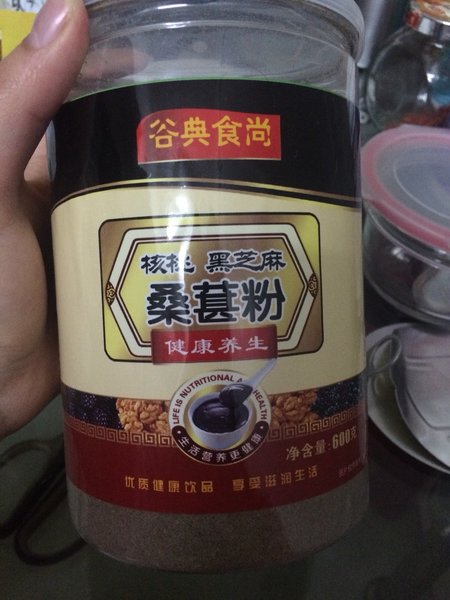 谷典食尚
核桃 黑芝麻
桑葚粉
健康养生
LIFE IS NUTRITIONAL AND HEALTH
生活营养更健康
净含量:600克
优质健康饮品 享受滋润生活